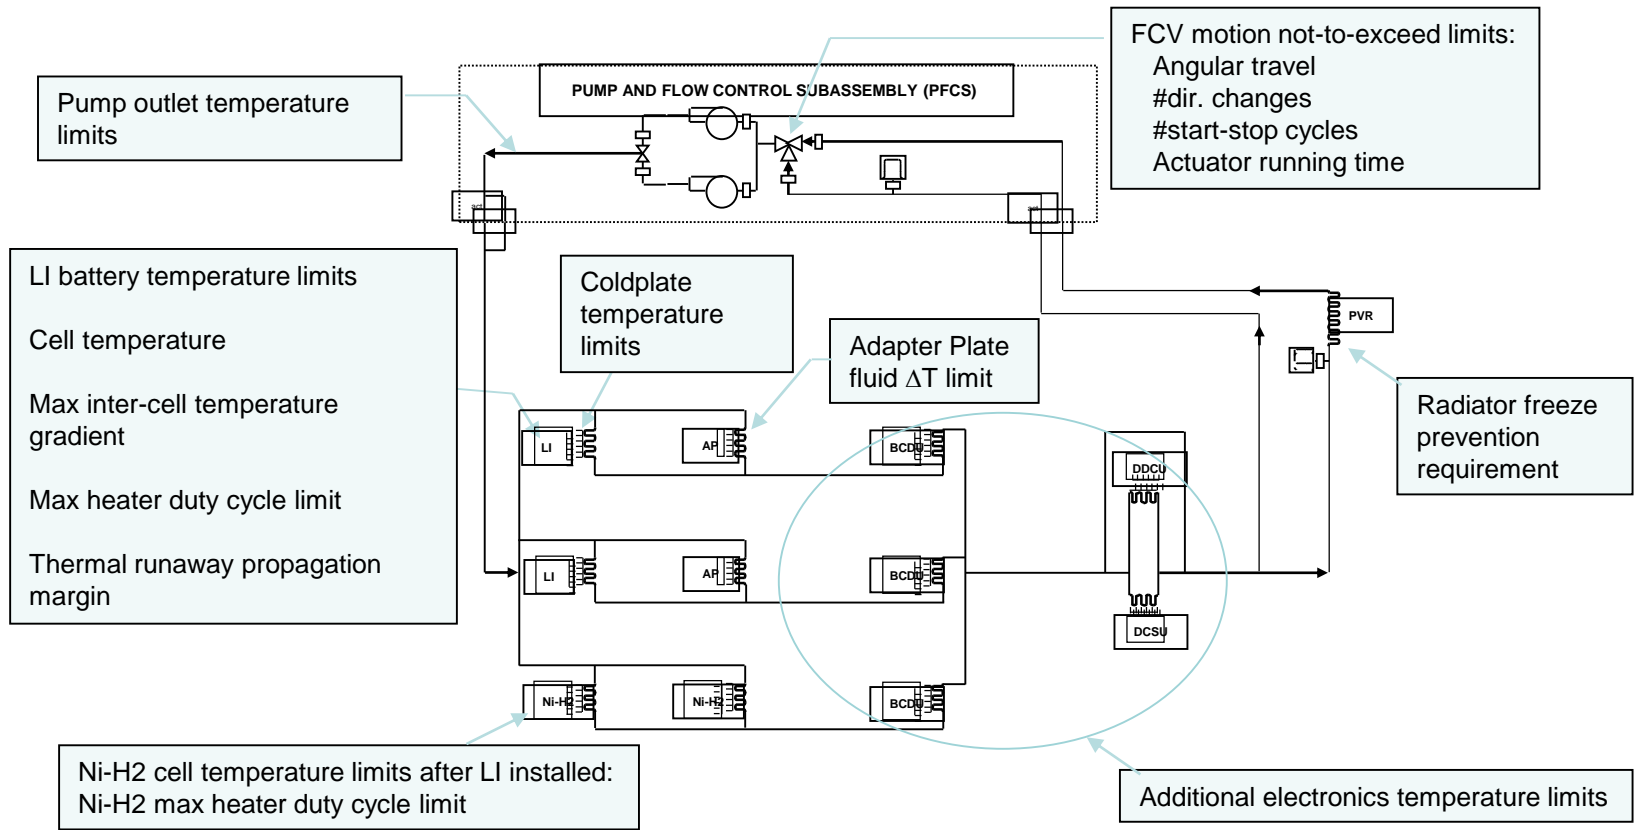 FCV motion not-to-exceed limits:
Angular travel
#dir. changes
#start-stop cycles
Actuator running time
Pump outlet temperature
limits
PUMP AND FLOW CONTROL SUBASSEMBLY (PFCS)
act
act
LI battery temperature limits
Cell temperature
Max inter-cell temperature
gradient
Max heater duty cycle limit
Thermal runaway propagation
margin
Coldplate
temperature
limits
Adapter Plate
fluid ∆T limit
PVR
Radiator freeze
prevention
requirement
LI
AP
BCDU
DDCU
LI
AP
BCDU
DCSU
Ni-H2
Ni-H2
BCDU
Ni-H2 cell temperature limits after LI installed:
Ni-H2 max heater duty cycle limit
Additional electronics temperature limits